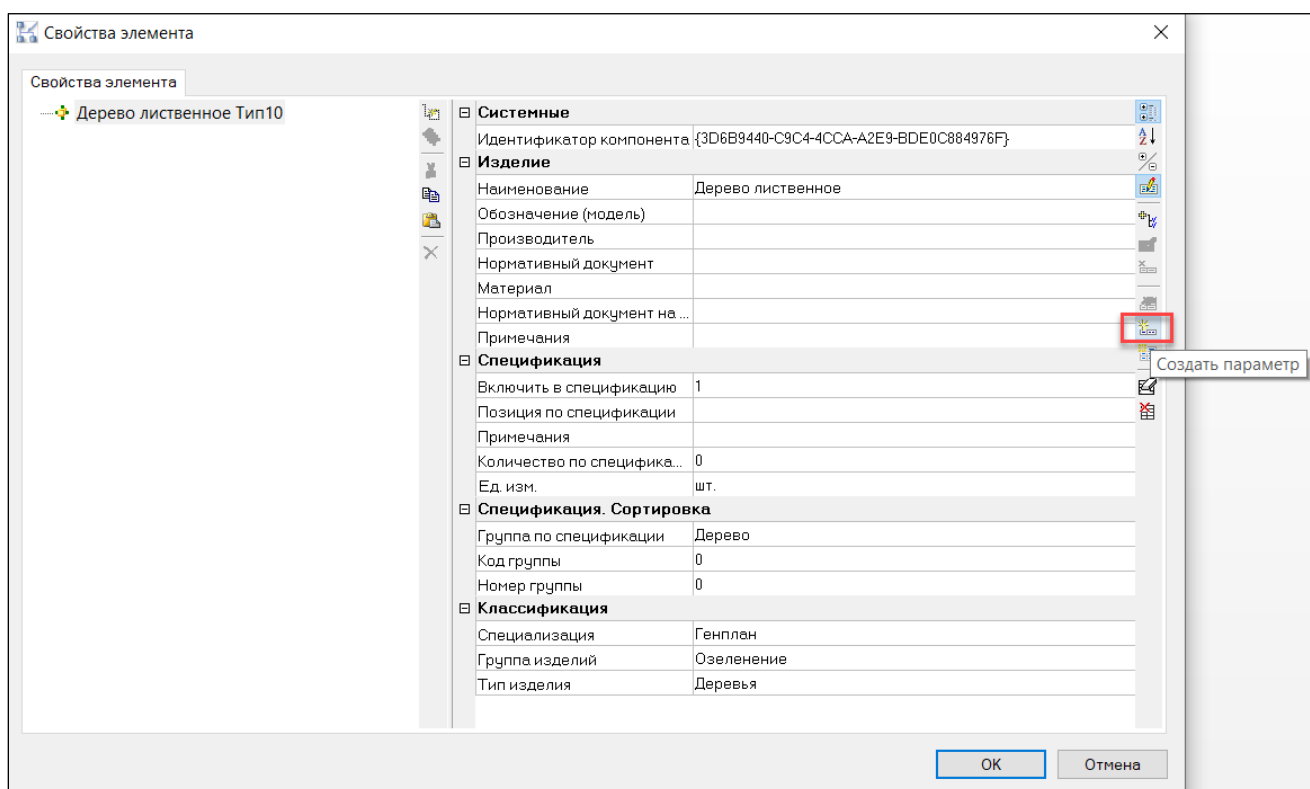 Свойства элемента
Свойства элемента
Дерево лиственное Тип10
Системные
Идентификатор компонента {3D6B9440-C9C4-4CCA-A2E9-BDE0C884976F}
Изделие
Наименование Дерево лиственное
Обозначение (модель)
Производитель
Нормативный документ
Материал
Нормативный документ на ...
Примечания
Спецификация
Создать параметр
Включить в спецификацию 1
Позиция по спецификации
Примечания
Количество по специфика... 0
Ед. изм. шт.
Спецификация. Сортировка
Группа по спецификации Дерево
Код группы 0
Номер группы 0
Классификация
Специализация Генплан
Группа изделий Озеленение
Тип изделия Деревья
OK Отмена